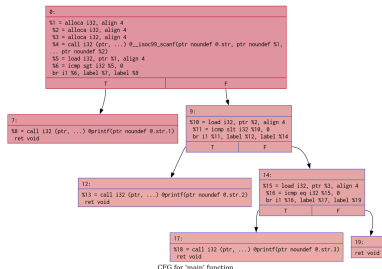 0:
%1 = alloca i32, align 4
%2 = alloca i32, align 4
%3 = alloca i32, align 4
%4 = call i32 (ptr, ...) @__isoc99_scanf(ptr noundef @.str, ptr noundef %1,
... ptr noundef %2)
%5 = load i32, ptr %1, align 4
%6 = icmp sgt i32 %5, 0
br i1 %6, label %7, label %9
T F
7:
%8 = call i32 (ptr, ...) @printf(ptr noundef @.str.1)
ret void
9:
%10 = load i32, ptr %2, align 4
%11 = icmp slt i32 %10, 0
br i1 %11, label %12, label %14
T F
12:
%13 = call i32 (ptr, ...) @printf(ptr noundef @.str.2)
ret void
14:
%15 = load i32, ptr %3, align 4
%16 = icmp eq i32 %15, 0
br i1 %16, label %17, label %19
T F
17:
%18 = call i32 (ptr, ...) @printf(ptr noundef @.str.3)
ret void
19:
ret void
CFG for 'main' function